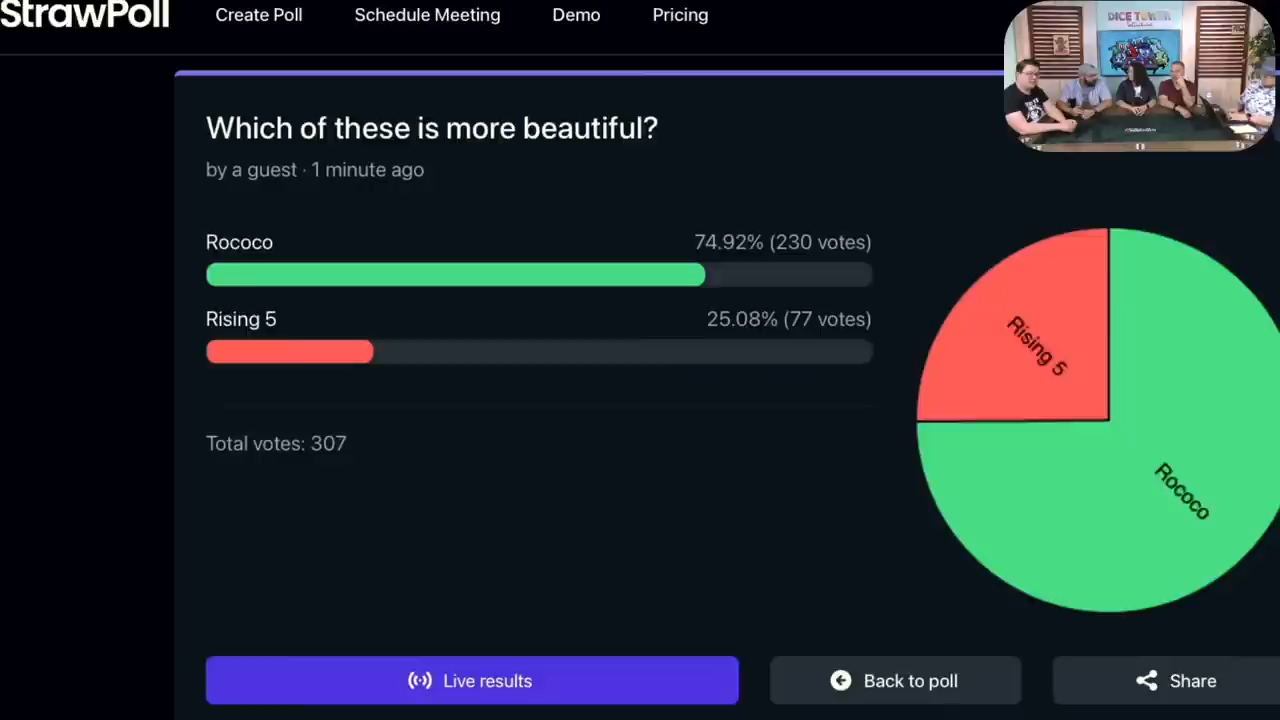 StrawPoll
Create Poll
Schedule Meeting
Demo
Pricing
DICE TOWER
Which of these is more beautiful?
by a guest · 1 minute ago
Rococo
74.92% (230 votes)
Rising 5
25.08% (77 votes)
Total votes: 307
Rising 5
Rococo
Live results
Back to poll
Share